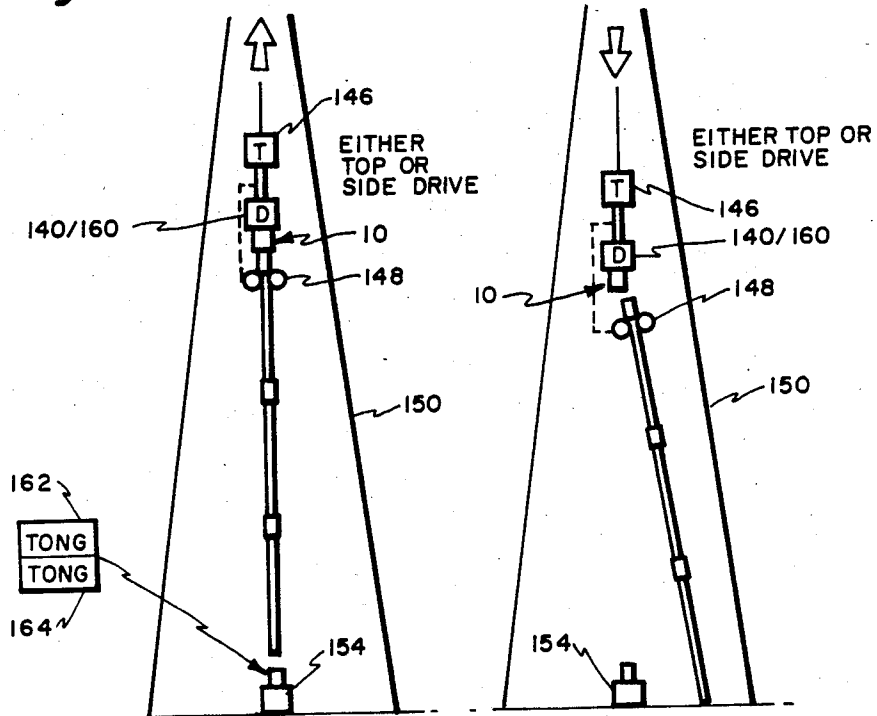 146
EITHER
TOP OR
SIDE DRIVE
T
D
140/160
10
148
150
162
TONG
TONG
164
154
EITHER TOP OR
SIDE DRIVE
T
146
D
140/160
10
148
150
154